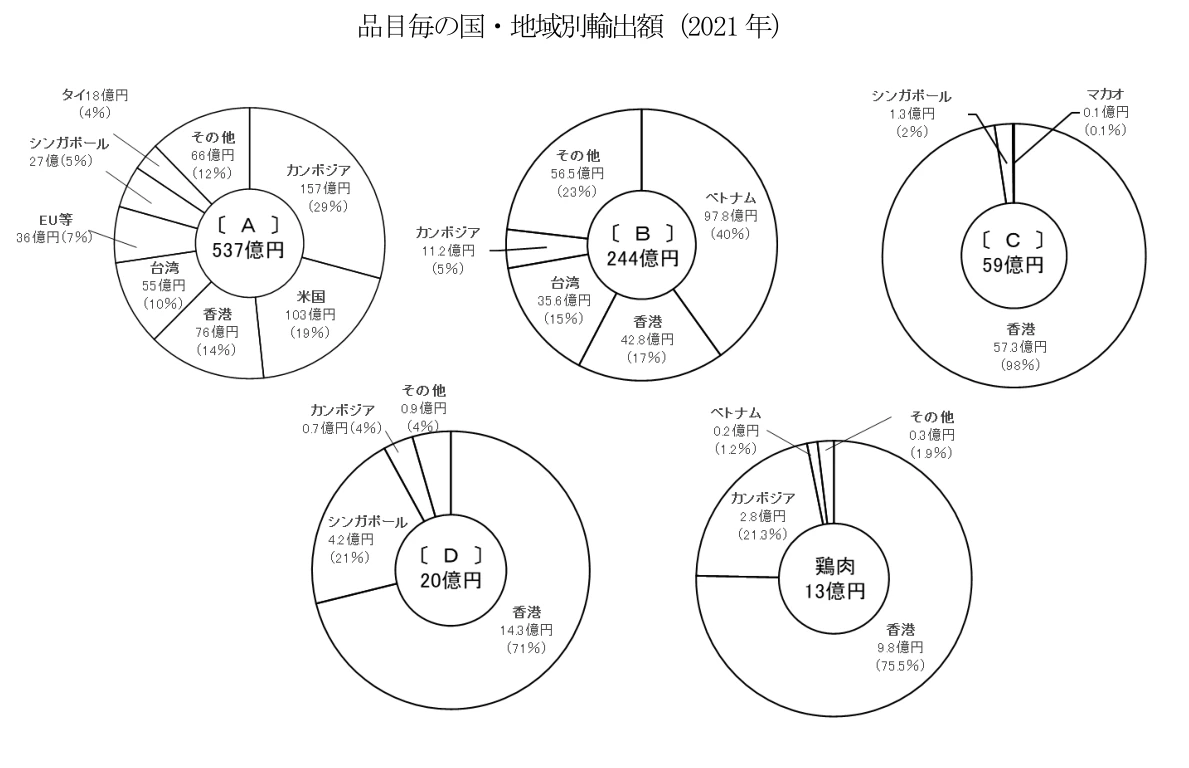 品目毎の国・地域別輸出額（2021 年）
タイ18億円
(4%)
シンガポール
27億(5%)
EU等
36億円(7%)
その他
66億円
(12%)
カンボジア
157億円
(29%)
〔 A 〕
537億円
台湾
55億円
(10%)
香港
76億円
(14%)
米国
103億円
(19%)
その他
56.5億円
(23%)
ベトナム
97.8億円
(40%)
カンボジア
11.2億円
(5%)
〔 B 〕
244億円
台湾
35.6億円
(15%)
香港
42.8億円
(17%)
シンガポール
1.3億円
(2%)
マカオ
0.1億円
(0.1%)
〔 C 〕
59億円
香港
57.3億円
(98%)
カンボジア
0.7億円(4%)
その他
0.9億円
(4%)
シンガポール
4.2億円
(21%)
〔 D 〕
20億円
香港
14.3億円
(71%)
ベトナム
0.2億円
(1.2%)
その他
0.3億円
(1.9%)
カンボジア
2.8億円
(21.3%)
鶏肉
13億円
香港
9.8億円
(75.5%)